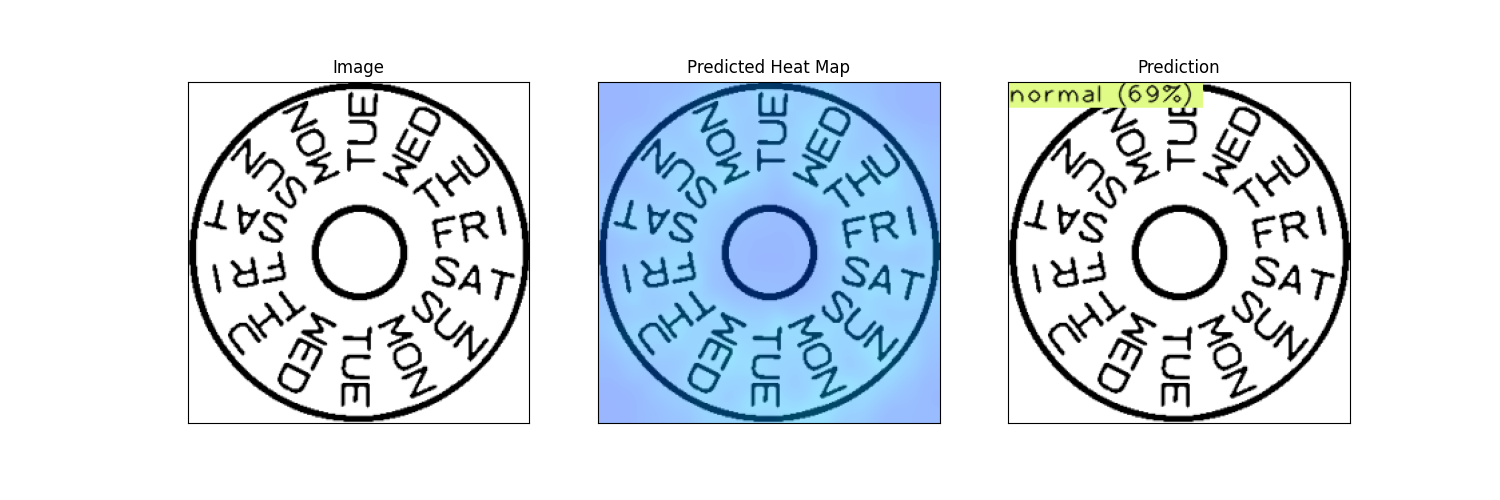 Image
MON
TUE
WED
THU
FRI
SAT
SUN
MON
TUE
WED
THU
FRI
SAT
SUN
Predicted Heat Map
MON
TUE
WED
THU
FRI
SAT
SUN
MON
TUE
WED
THU
FRI
SAT
SUN
Prediction
normal (69%)
MON
TUE
WED
THU
FRI
SAT
SUN
MON
TUE
WED
THU
FRI
SAT
SUN